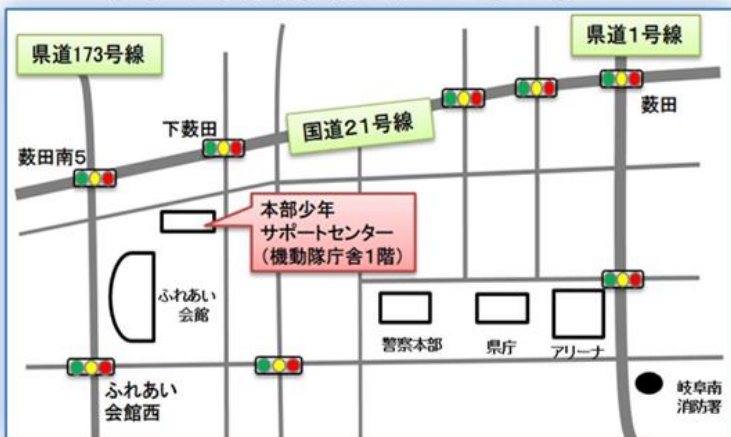 県道173号線
県道1号線
薮田
下薮田
国道21号線
薮田南5
本部少年
サポートセンター
（機動隊庁舎1階）
ふれあい
会館
警察本部
県庁
アリーナ
ふれあい
会館西
岐阜南
消防署